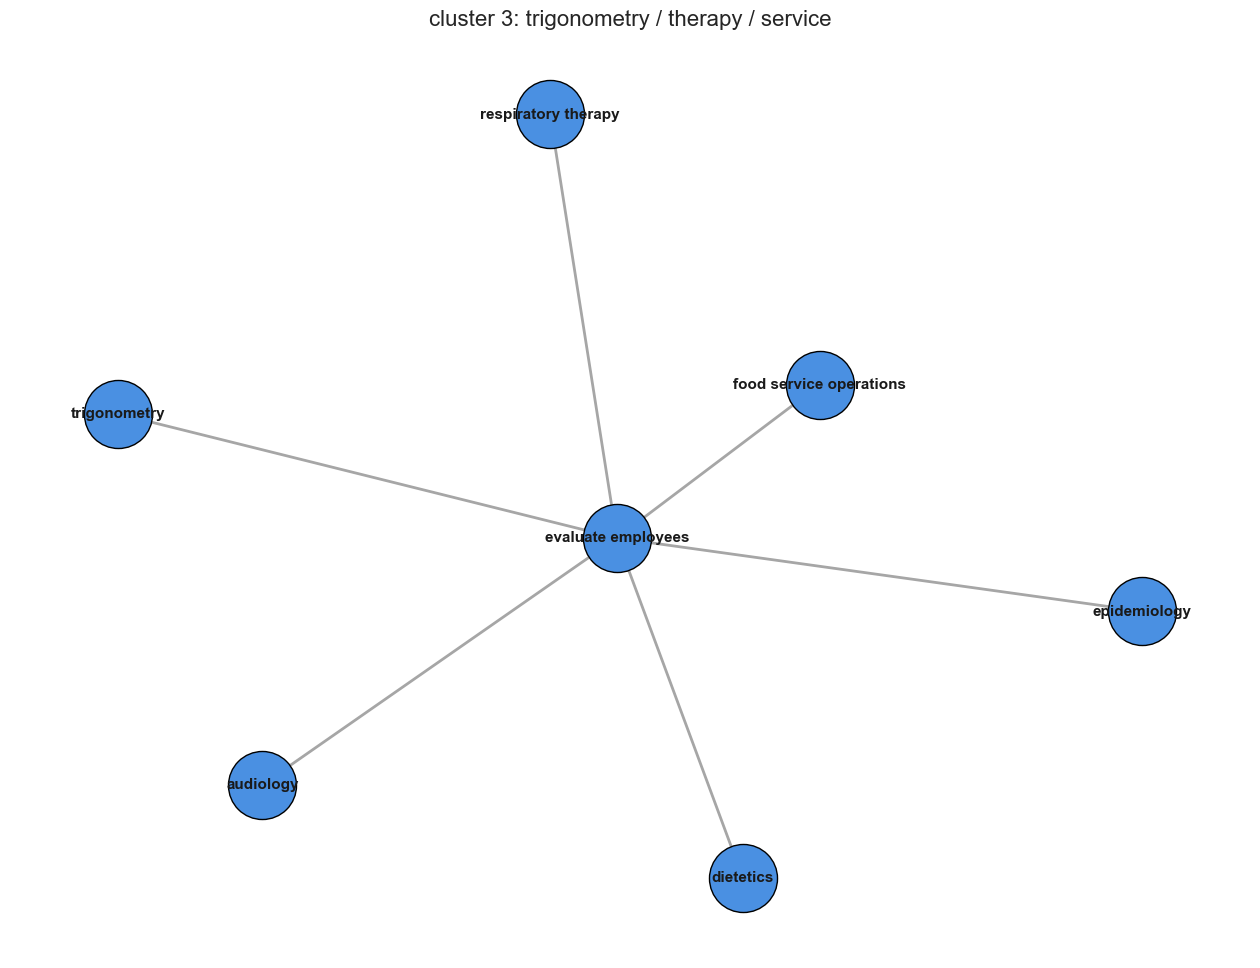 cluster 3: trigonometry / therapy / service
respiratory therapy
food service operations
trigonometry
evaluate employees
epidemiology
audiology
dietetics